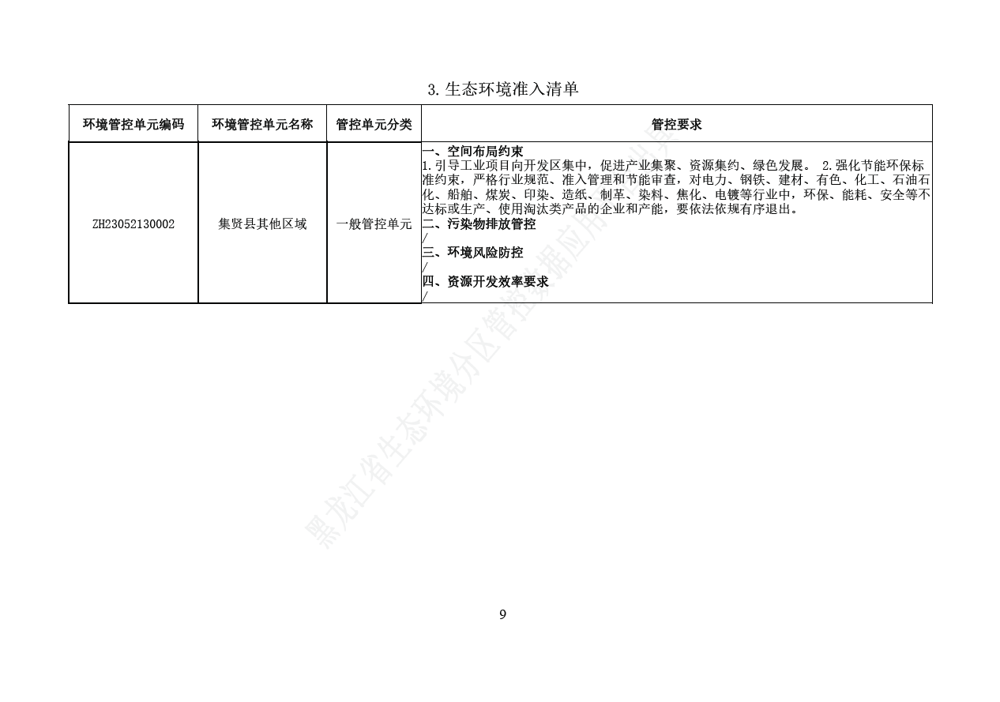 3.生态环境准入清单
环境管控单元编码 环境管控单元名称 管控单元分类 管控要求
ZH23052130002 集贤县其他区域 一般管控单元
一、空间布局约束
1.引导工业项目向开发区集中，促进产业集聚、资源集约、绿色发展。 2.强化节能环保标
准约束，严格行业规范、准入管理和节能审查，对电力、钢铁、建材、有色、化工、石油石
化、船舶、煤炭、印染、造纸、制革、染料、焦化、电镀等行业中，环保、能耗、安全等不
达标或生产、使用淘汰类产品的企业和产能，要依法依规有序退出。
二、污染物排放管控
/
三、环境风险防控
/
四、资源开发效率要求
/
黑龙江省生态环境分区管控数据应用
9